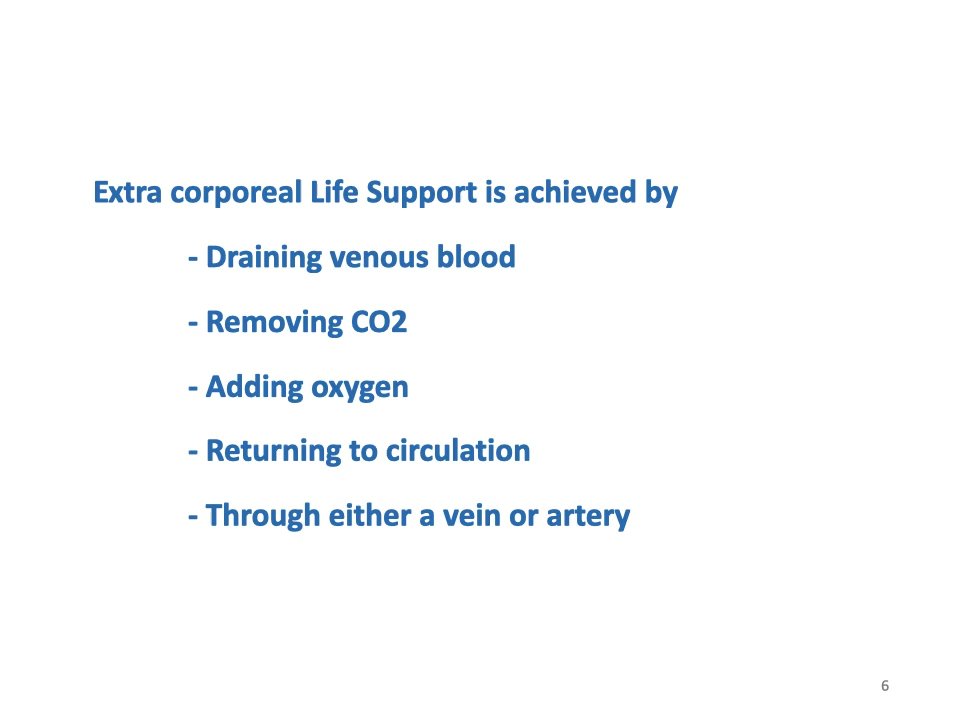 Extra corporeal Life Support is achieved by
- Draining venous blood
- Removing CO2
- Adding oxygen
- Returning to circulation
- Through either a vein or artery
6